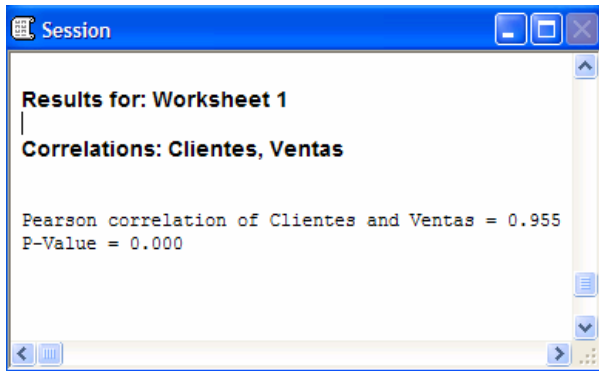 Session
Results for: Worksheet 1
Correlations: Clientes, Ventas
Pearson correlation of Clientes and Ventas = 0.955
P-Value = 0.000